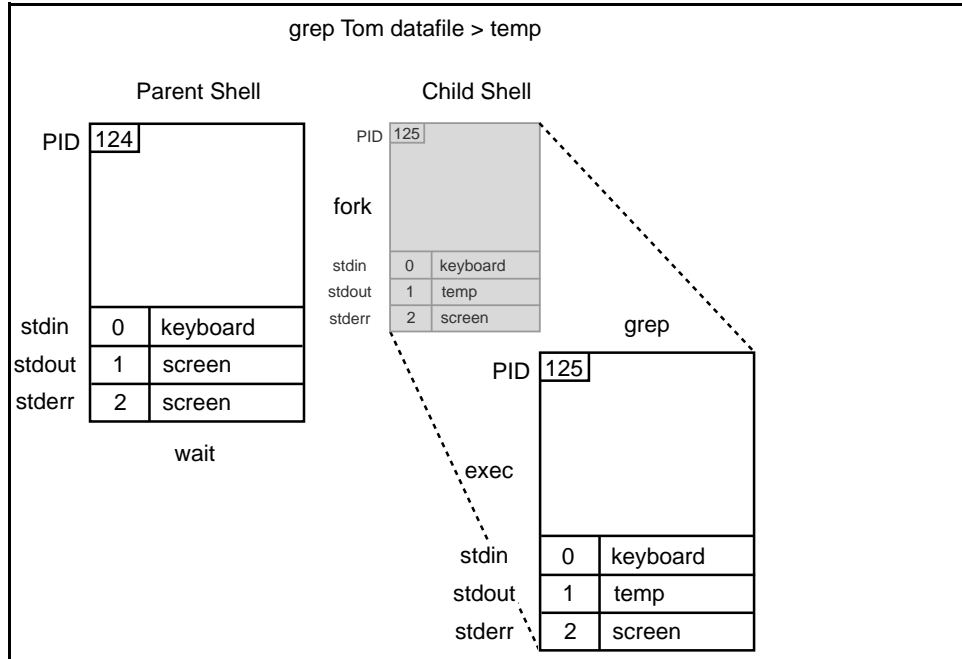 grep Tom datafile > temp
Parent Shell
PID 124
stdin 0 keyboard
stdout 1 screen
stderr 2 screen
wait
Child Shell
PID 125
fork
stdin 0 keyboard
stdout 1 temp
stderr 2 screen
grep
PID 125
exec
stdin 0 keyboard
stdout 1 temp
stderr 2 screen